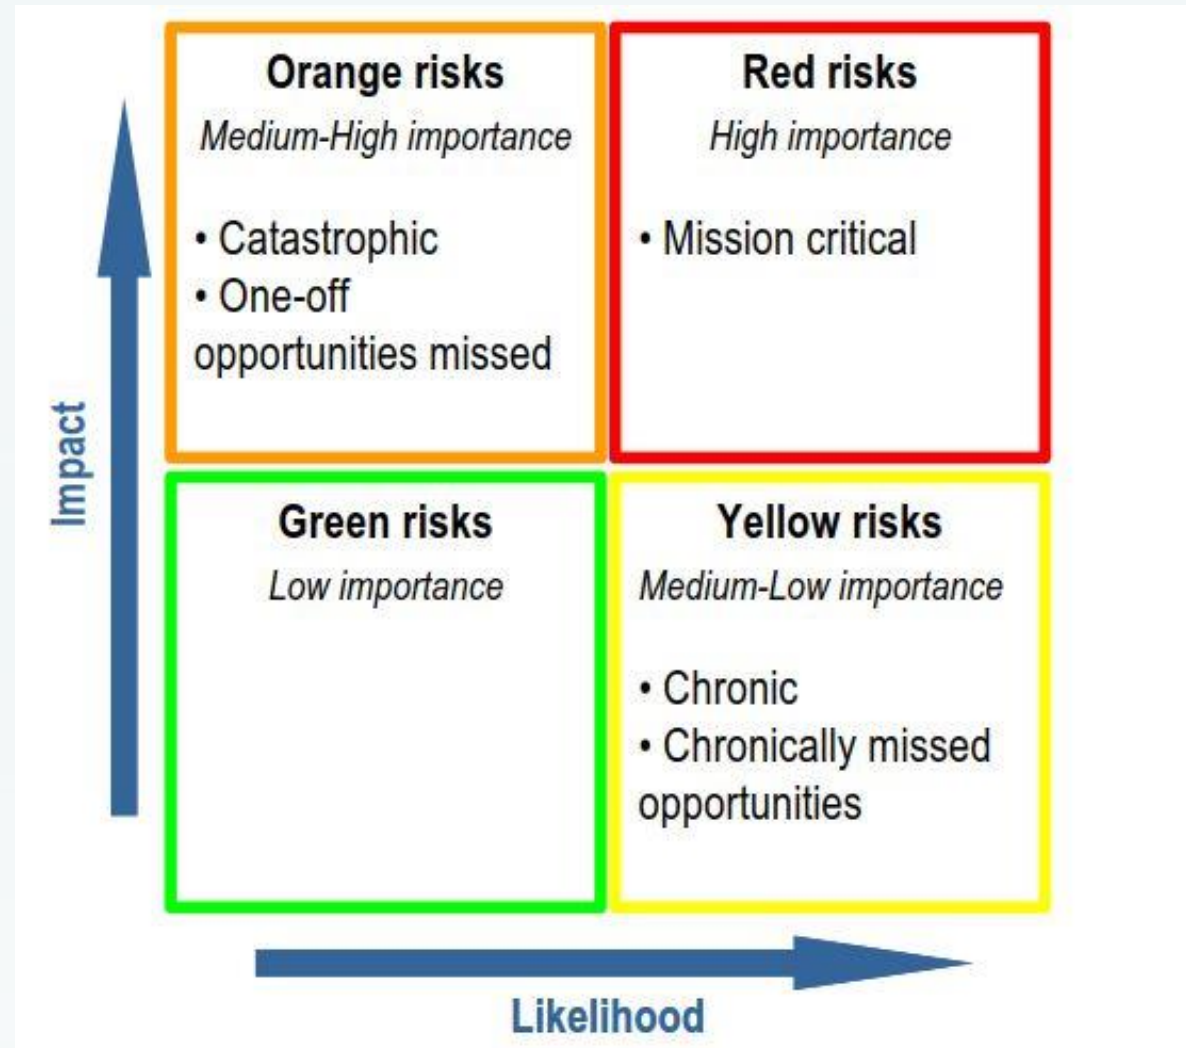 Orange risks
Medium-High importance
• Catastrophic
• One-off
opportunities missed
Red risks
High importance
• Mission critical
Impact
Green risks
Low importance
Yellow risks
Medium-Low importance
• Chronic
• Chronically missed
opportunities
Likelihood